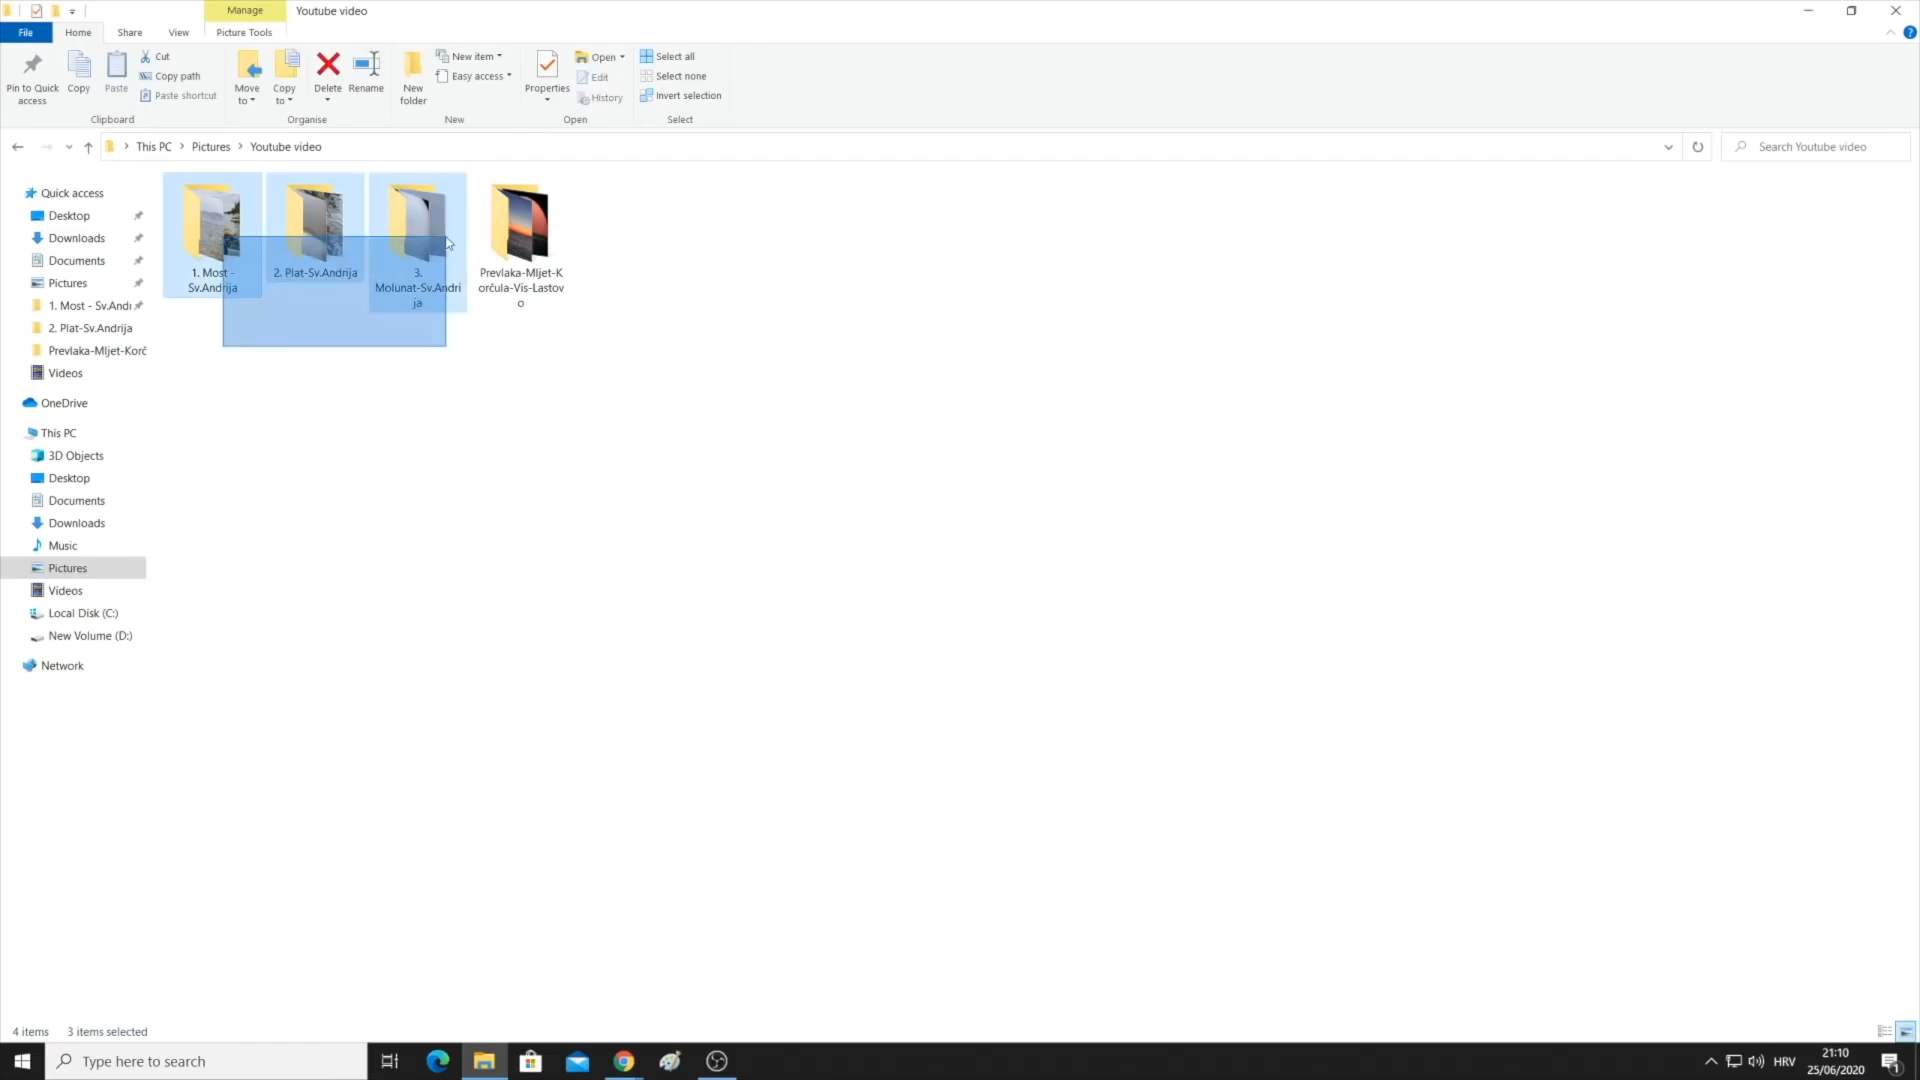 Manage
Youtube video
File
Home
Share
View
Picture Tools
Pin to Quick
access
Copy
Paste
Cut
Copy path
Paste shortcut
Move
to
Copy
to
Delete
Rename
New
folder
New item
Easy access
Properties
Open
Edit
History
Select all
Select none
Invert selection
Clipboard
Organise
New
Open
Select
This PC
Pictures
Youtube video
Search Youtube video
Quick access
Desktop
Downloads
Documents
Pictures
1. Most - Sv.Andr
2. Plat-Sv.Andrija
Prevlaka-Mljet-Korč
Videos
OneDrive
This PC
3D Objects
Desktop
Documents
Downloads
Music
Pictures
Videos
Local Disk (C:)
New Volume (D:)
Network
1. Most -
Sv.Andrija
2. Plat-Sv.Andrija
3.
Molunat-Sv.Andri
ja
Prevlaka-Mljet-K
orčula-Vis-Lastov
o
4 items
3 items selected
Type here to search
HRV
21:10
25/06/2020
1